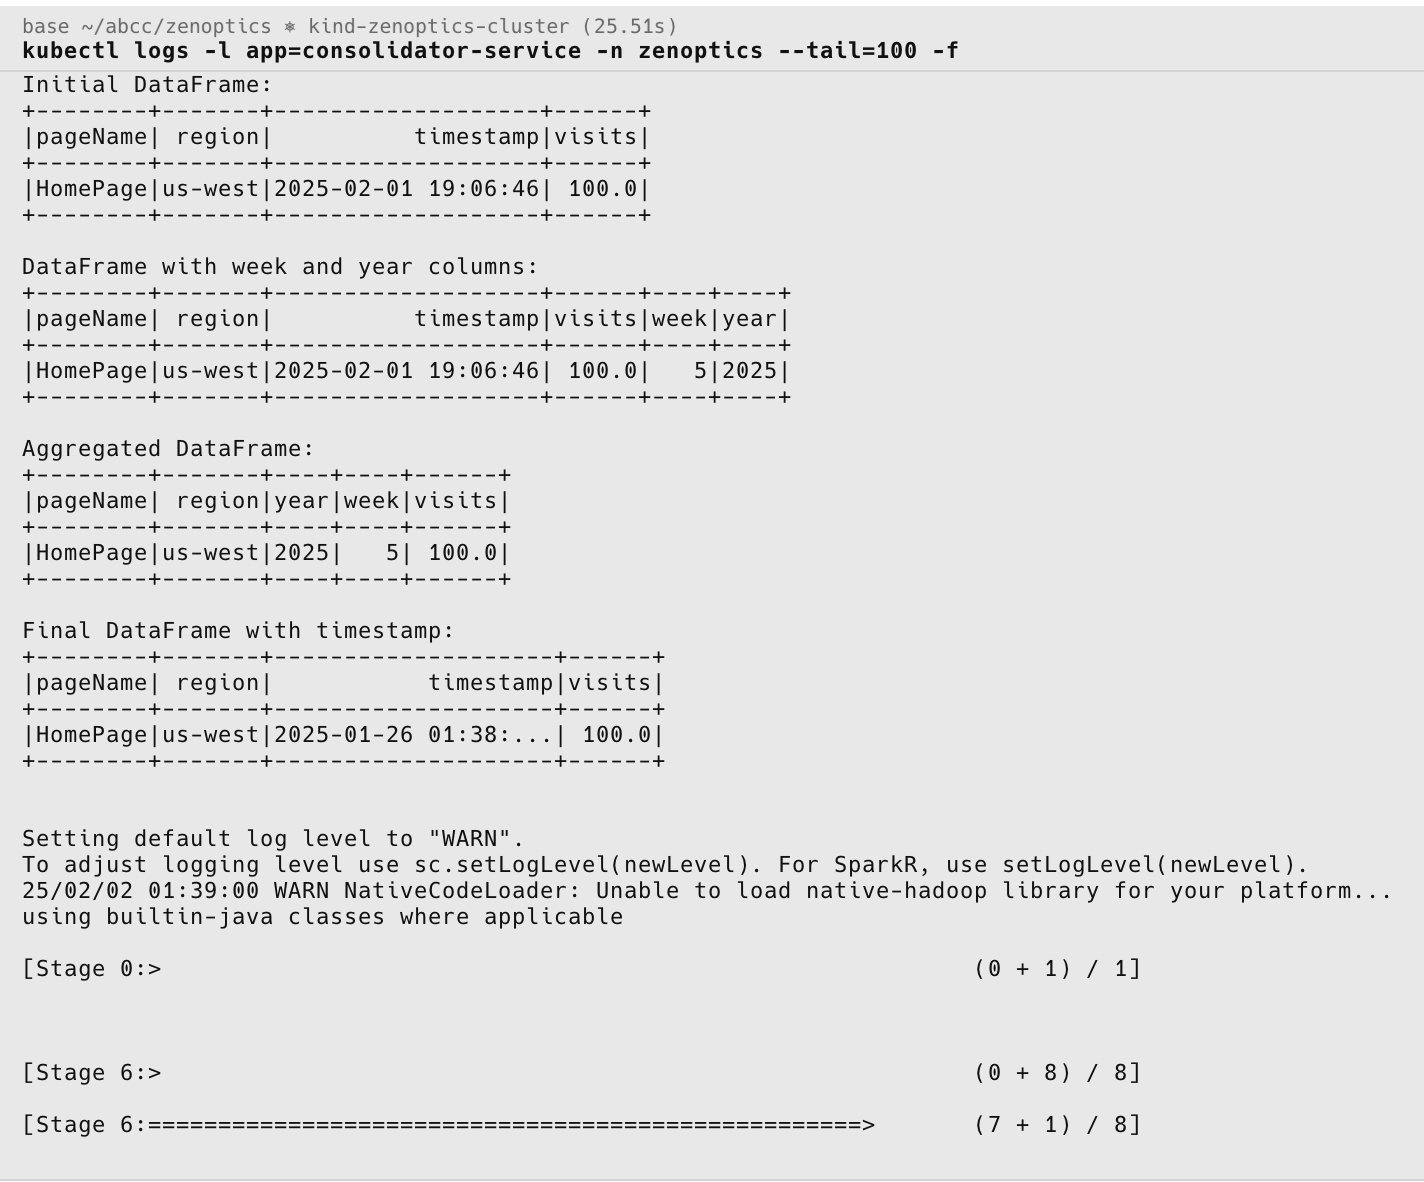 base ~/abcc/zenoptics ⎈ kind-zenoptics-cluster (25.51s)
kubectl logs -l app=consolidator-service -n zenoptics --tail=100 -f
Initial DataFrame:
+--------+-------+-------------------+------+
|pageName| region|          timestamp|visits|
+--------+-------+-------------------+------+
|HomePage|us-west|2025-02-01 19:06:46| 100.0|
+--------+-------+-------------------+------+

DataFrame with week and year columns:
+--------+-------+-------------------+------+----+----+
|pageName| region|          timestamp|visits|week|year|
+--------+-------+-------------------+------+----+----+
|HomePage|us-west|2025-02-01 19:06:46| 100.0|   5|2025|
+--------+-------+-------------------+------+----+----+

Aggregated DataFrame:
+--------+-------+----+----+------+
|pageName| region|year|week|visits|
+--------+-------+----+----+------+
|HomePage|us-west|2025|   5| 100.0|
+--------+-------+----+----+------+

Final DataFrame with timestamp:
+--------+-------+--------------------+------+
|pageName| region|           timestamp|visits|
+--------+-------+--------------------+------+
|HomePage|us-west|2025-01-26 01:38:...| 100.0|
+--------+-------+--------------------+------+

Setting default log level to "WARN".
To adjust logging level use sc.setLogLevel(newLevel). For SparkR, use setLogLevel(newLevel).
25/02/02 01:39:00 WARN NativeCodeLoader: Unable to load native-hadoop library for your platform...
using builtin-java classes where applicable

[Stage 0:>                                                          (0 + 1) / 1]

[Stage 6:>                                                          (0 + 8) / 8]

[Stage 6:===================================================>       (7 + 1) / 8]